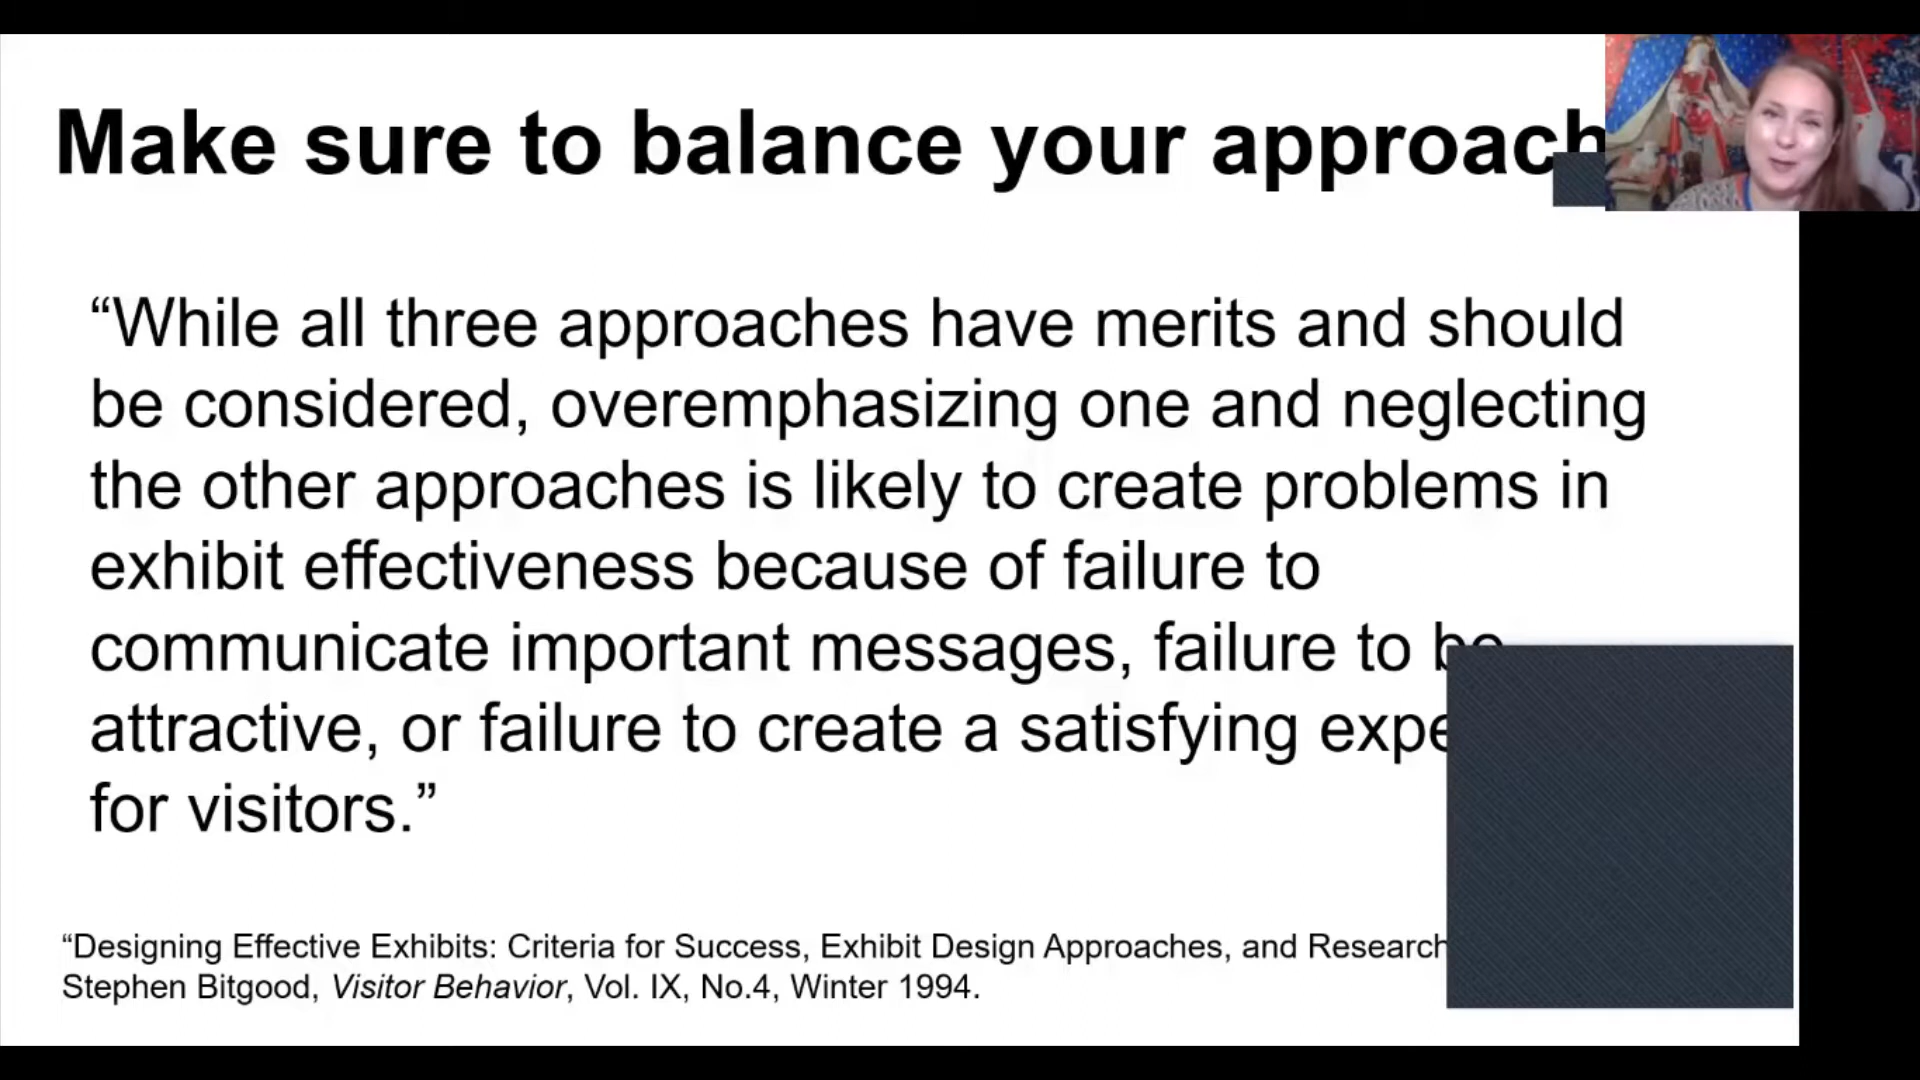 Make sure to balance your approach
“While all three approaches have merits and should
be considered, overemphasizing one and neglecting
the other approaches is likely to create problems in
exhibit effectiveness because of failure to
communicate important messages, failure to be
attractive, or failure to create a satisfying expe
for visitors.”
“Designing Effective Exhibits: Criteria for Success, Exhibit Design Approaches, and Research
Stephen Bitgood, Visitor Behavior, Vol. IX, No.4, Winter 1994.